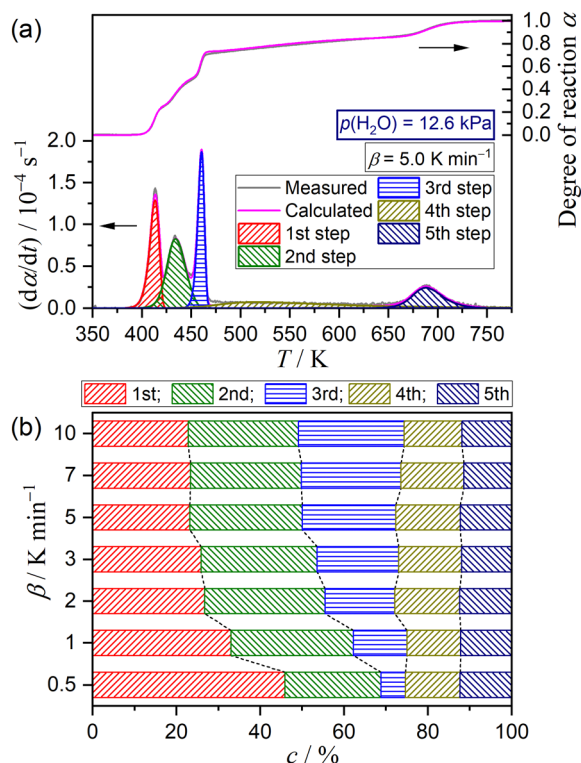 (a)
1.0
0.8
0.6
0.4
0.2
0.0
Degree of reaction α
p(H₂O) = 12.6 kPa
β = 5.0 K min⁻¹
Measured
Calculated
1st step
2nd step
3rd step
4th step
5th step
2.0
1.5
1.0
0.5
0.0
(dα/dt) / 10⁻⁴ s⁻¹
350 400 450 500 550 600 650 700 750
T / K
1st; 2nd; 3rd; 4th; 5th
(b)
10
7
5
3
2
1
0.5
β / K min⁻¹
0 20 40 60 80 100
c / %